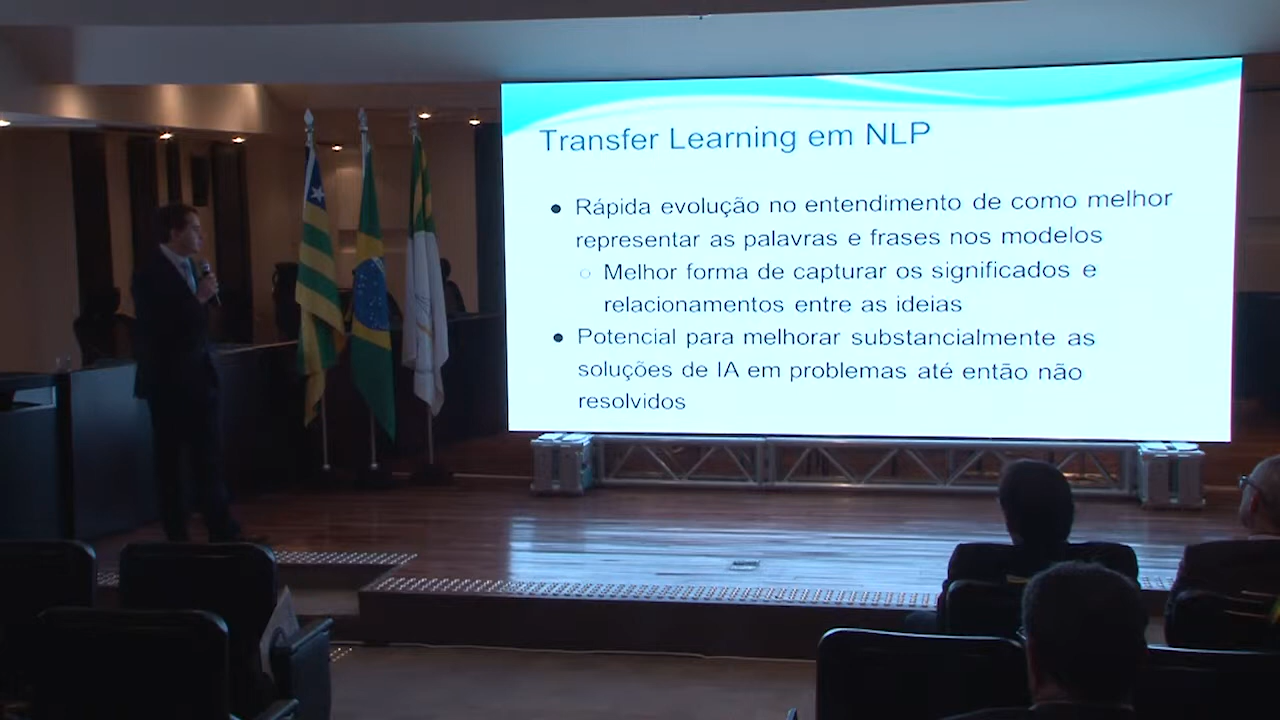 Transfer Learning em NLP
● Rápida evolução no entendimento de como melhor
representar as palavras e frases nos modelos
○ Melhor forma de capturar os significados e
relacionamentos entre as ideias
● Potencial para melhorar substancialmente as
soluções de IA em problemas até então não
resolvidos